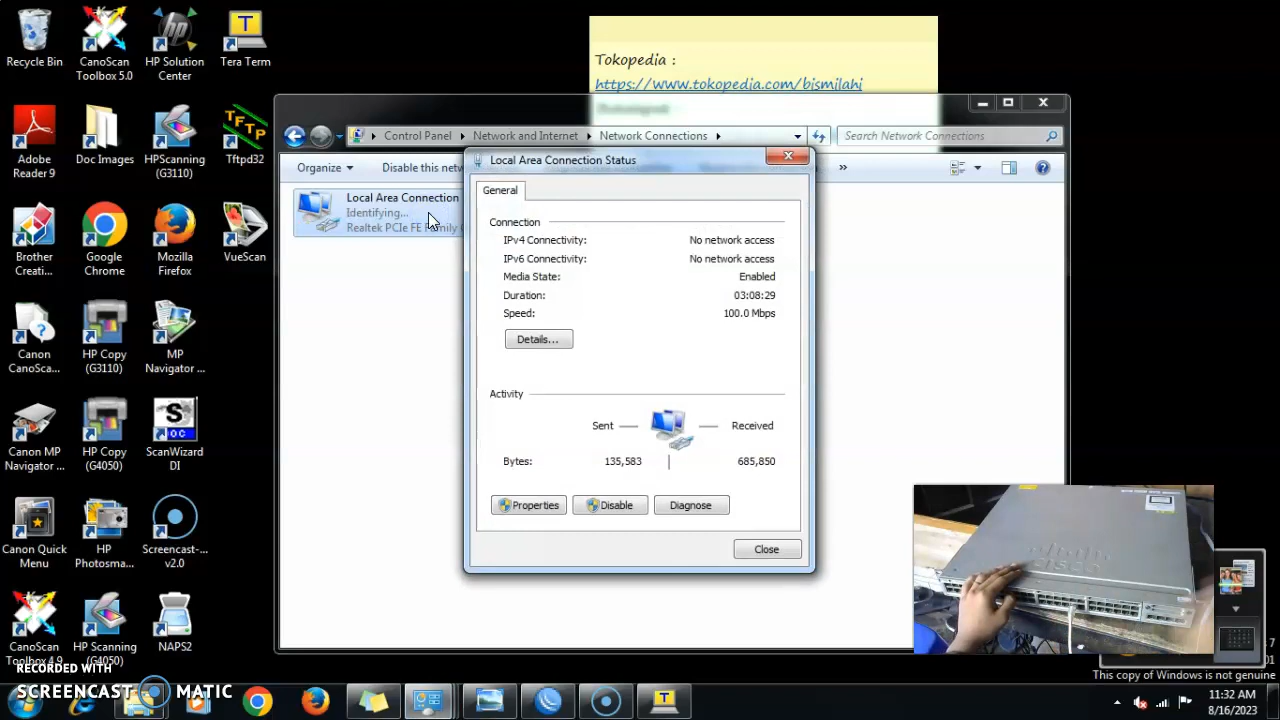 Recycle Bin
CanoScan Toolbox 5.0
HP Solution Center
Tera Term
Adobe Reader 9
Doc Images
HPScanning (G3110)
Tftpd32
Brother Creati...
Google Chrome
Mozilla Firefox
VueScan
Canon CanoSca...
HP Copy (G3110)
MP Navigator ...
Canon MP Navigator ...
HP Copy (G4050)
ScanWizard DI
Canon Quick Menu
HP Photosma...
Screencast-... v2.0
CanoScan Toolbox 4.9
HP Scanning (G4050)
NAPS2
Tokopedia :
https://www.tokopedia.com/bismilahi
Control Panel
Network and Internet
Network Connections
Search Network Connections
Organize
Disable this netw
»
Local Area Connection
Identifying...
Realtek PCIe FE Family
Local Area Connection Status
General
Connection
IPv4 Connectivity: No network access
IPv6 Connectivity: No network access
Media State: Enabled
Duration: 03:08:29
Speed: 100.0 Mbps
Details...
Activity
Sent
Received
Bytes: 135,583 685,850
Properties
Disable
Diagnose
Close
CISCO
7
01
This copy of Windows is not genuine
RECORDED WITH
SCREENCAST MATIC
11:32 AM
8/16/2023